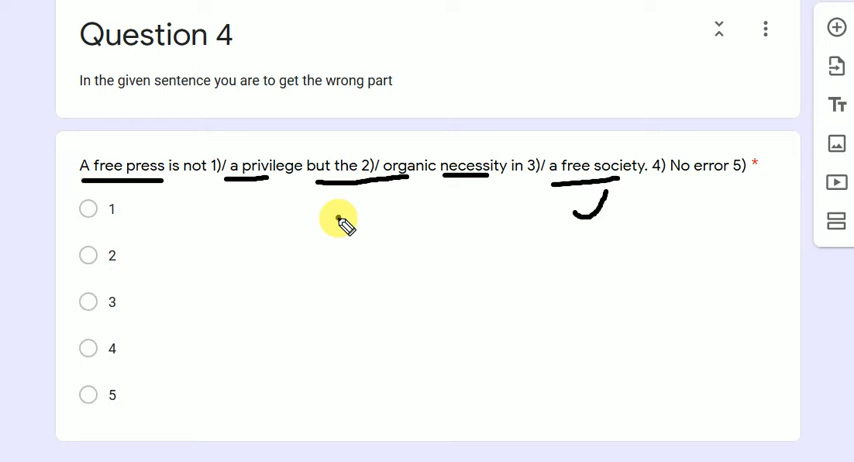 Question 4
In the given sentence you are to get the wrong part
A free press is not 1)/ a privilege but the 2)/ organic necessity in 3)/ a free society. 4) No error 5) *
1
2
3
4
5
Tт